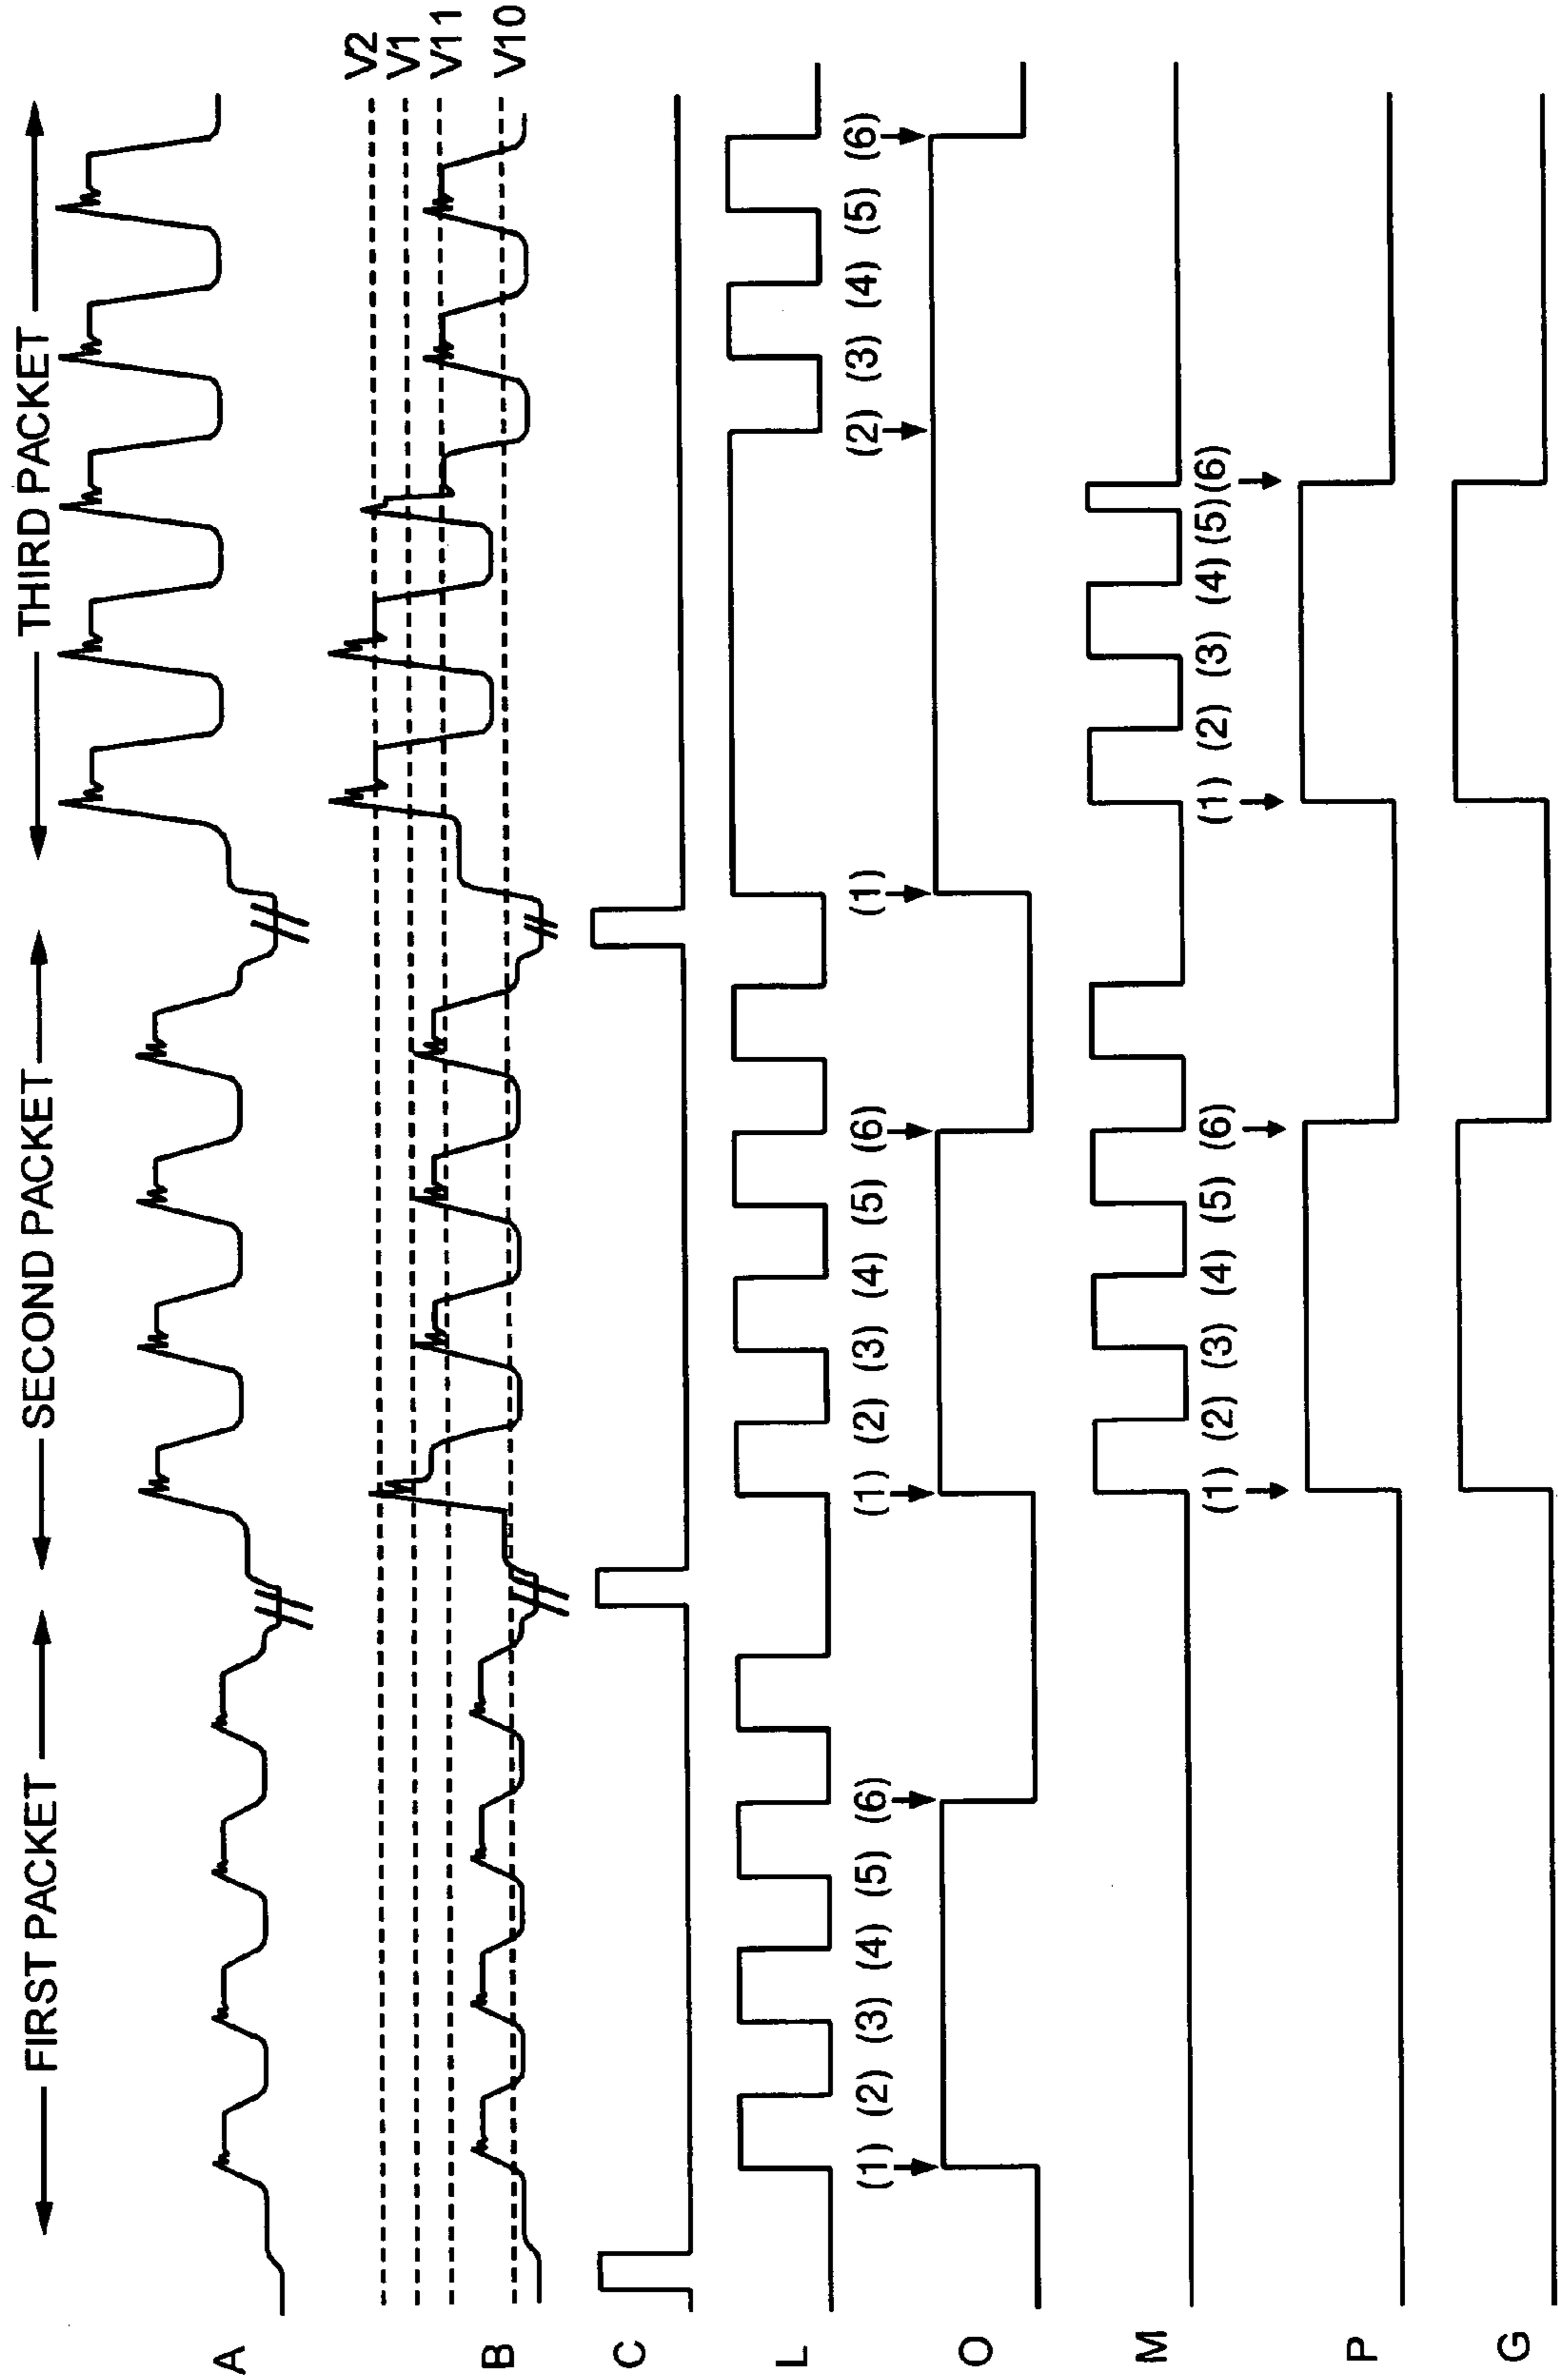 FIRST PACKET SECOND PACKET THIRD PACKET
A
V2
V1
V11
B V10
C
L
(1) (2) (3) (4) (5) (6) (1) (2) (3) (4) (5) (6) (1) (2) (3) (4) (5) (6)
O
M
(1) (2) (3) (4) (5) (6) (1) (2) (3) (4) (5) (6)
P
G